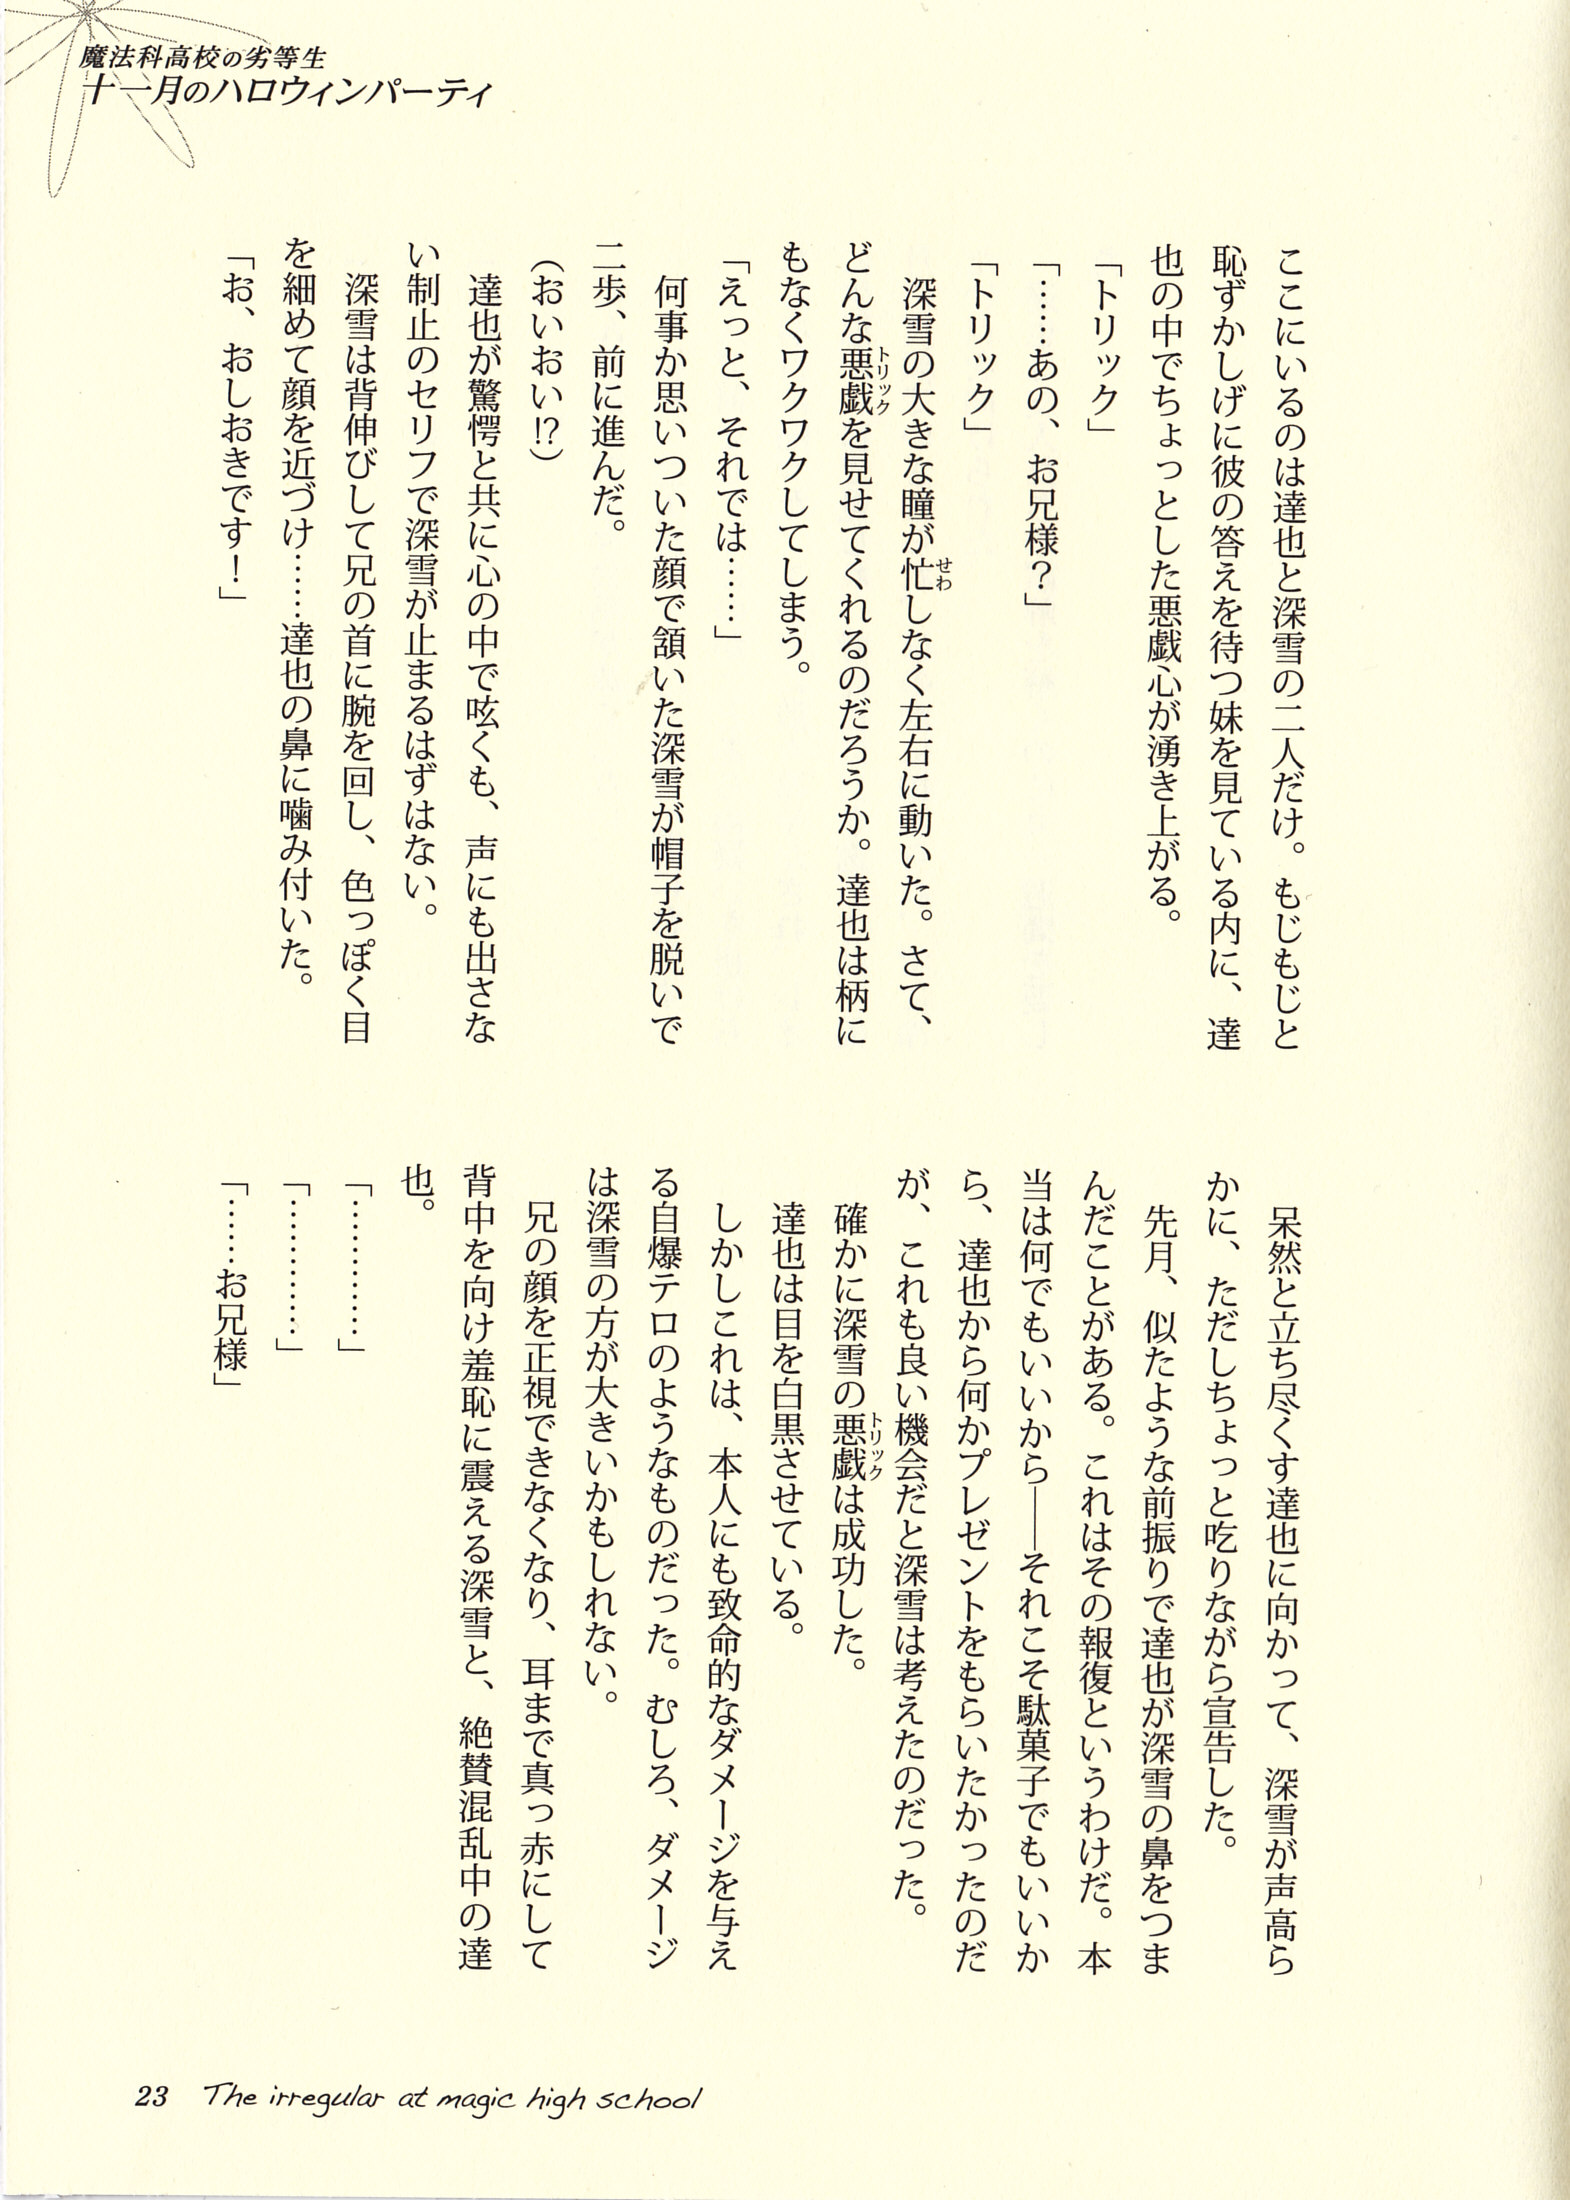 魔法科高校の劣等生
十一月のハロウィンパーティ
ここにいるのは達也と深雪の二人だけ。もじもじと
恥ずかしげに彼の答えを待つ妹を見ている内に、達
也の中でちょっとした悪戯心が湧き上がる。
「トリック」
「……あの、お兄様？」
「トリック」
深雪の大きな瞳が忙しなく左右に動いた。さて、
せわ
どんな悪戯を見せてくれるのだろうか。達也は柄に
トリック
もなくワクワクしてしまう。
「えっと、それでは……」
何事か思いついた顔で頷いた深雪が帽子を脱いで
二歩、前に進んだ。
（おいおい!?）
達也が驚愕と共に心の中で呟くも、声にも出さな
い制止のセリフで深雪が止まるはずはない。
深雪は背伸びして兄の首に腕を回し、色っぽく目
を細めて顔を近づけ……達也の鼻に噛み付いた。
「お、おしおきです！」
呆然と立ち尽くす達也に向かって、深雪が声高ら
かに、ただしちょっと吃りながら宣告した。
先月、似たような前振りで達也が深雪の鼻をつま
んだことがある。これはその報復というわけだ。本
当は何でもいいから――それこそ駄菓子でもいいか
ら、達也から何かプレゼントをもらいたかったのだ
が、これも良い機会だと深雪は考えたのだった。
確かに深雪の悪戯は成功した。
トリック
達也は目を白黒させている。
しかしこれは、本人にも致命的なダメージを与え
る自爆テロのようなものだった。むしろ、ダメージ
は深雪の方が大きいかもしれない。
兄の顔を正視できなくなり、耳まで真っ赤にして
背中を向け羞恥に震える深雪と、絶賛混乱中の達
也。
「…………」
「…………」
「……お兄様」
23 The irregular at magic high school